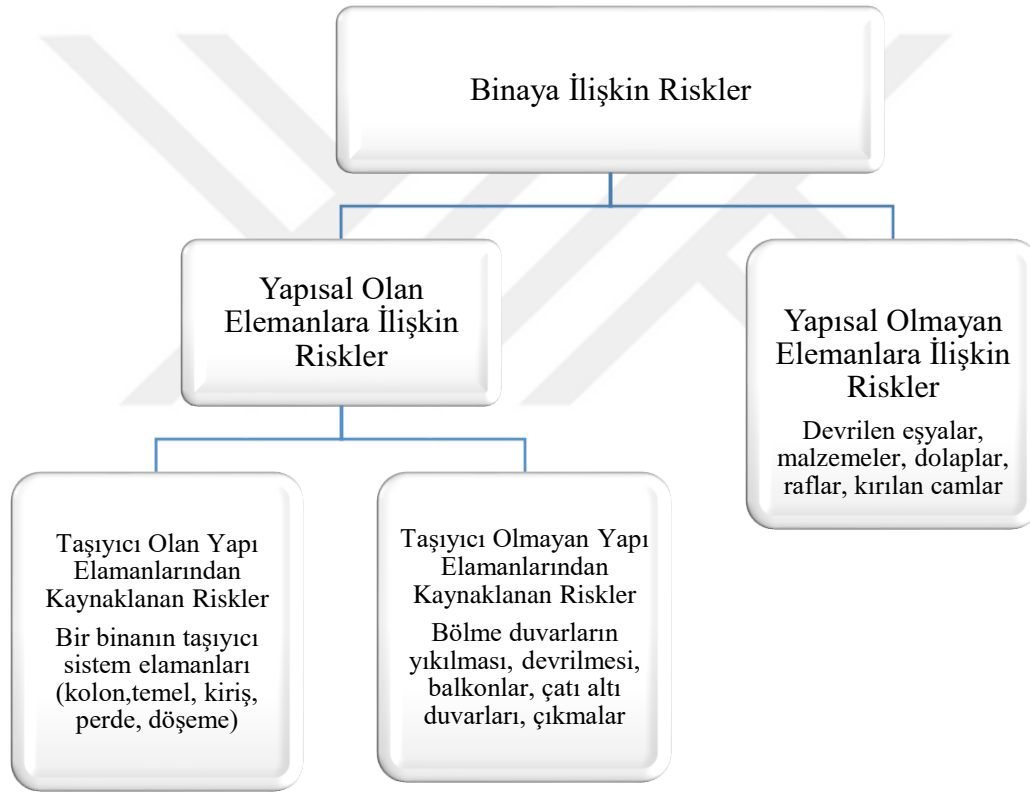 Binaya İlişkin Riskler
Yapısal Olan
Elemanlara İlişkin
Riskler
Yapısal Olmayan
Elemanlara İlişkin
Riskler
Devrilen eşyalar,
malzemeler, dolaplar,
raflar, kırılan camlar
Taşıyıcı Olan Yapı
Elamanlarından
Kaynaklanan Riskler
Bir binanın taşıyıcı
sistem elamanları
(kolon,temel, kiriş,
perde, döşeme)
Taşıyıcı Olmayan Yapı
Elamanlarından
Kaynaklanan Riskler
Bölme duvarların
yıkılması, devrilmesi,
balkonlar, çatı altı
duvarları, çıkmalar